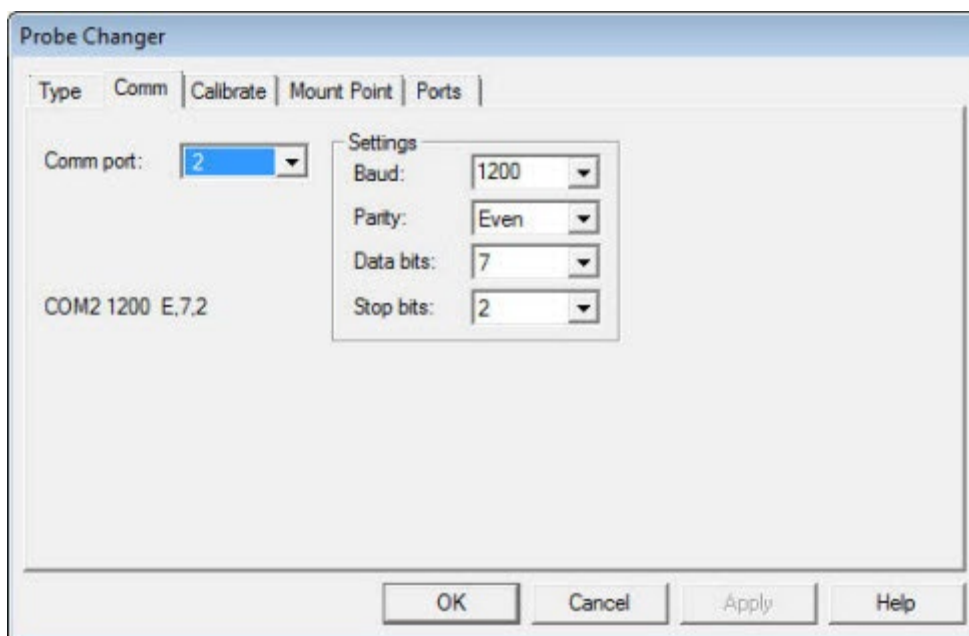 Probe Changer
Type Comm Calibrate Mount Point Ports
Comm port: 2
Settings
Baud: 1200
Parity: Even
Data bits: 7
Stop bits: 2
COM2 1200 E,7,2
OK Cancel Apply Help